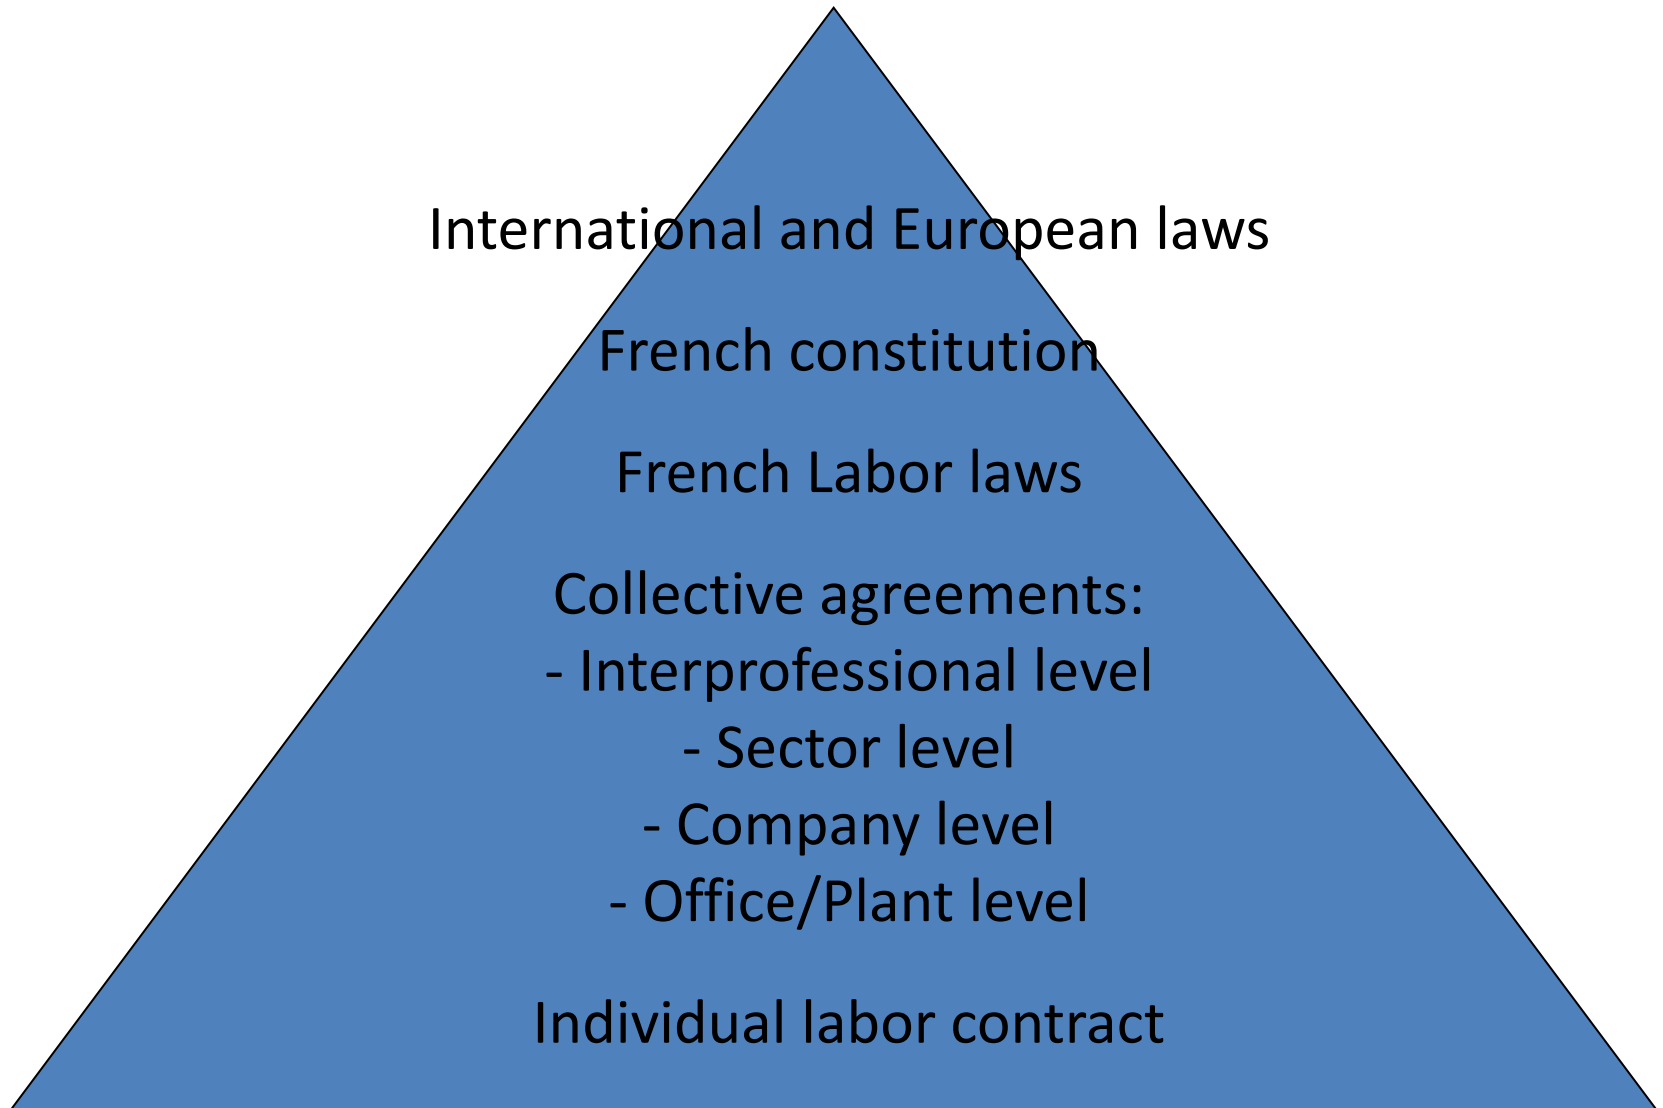 International and European laws
French constitution
French Labor laws
Collective agreements:
- Interprofessional level
- Sector level
- Company level
- Office/Plant level
Individual labor contract